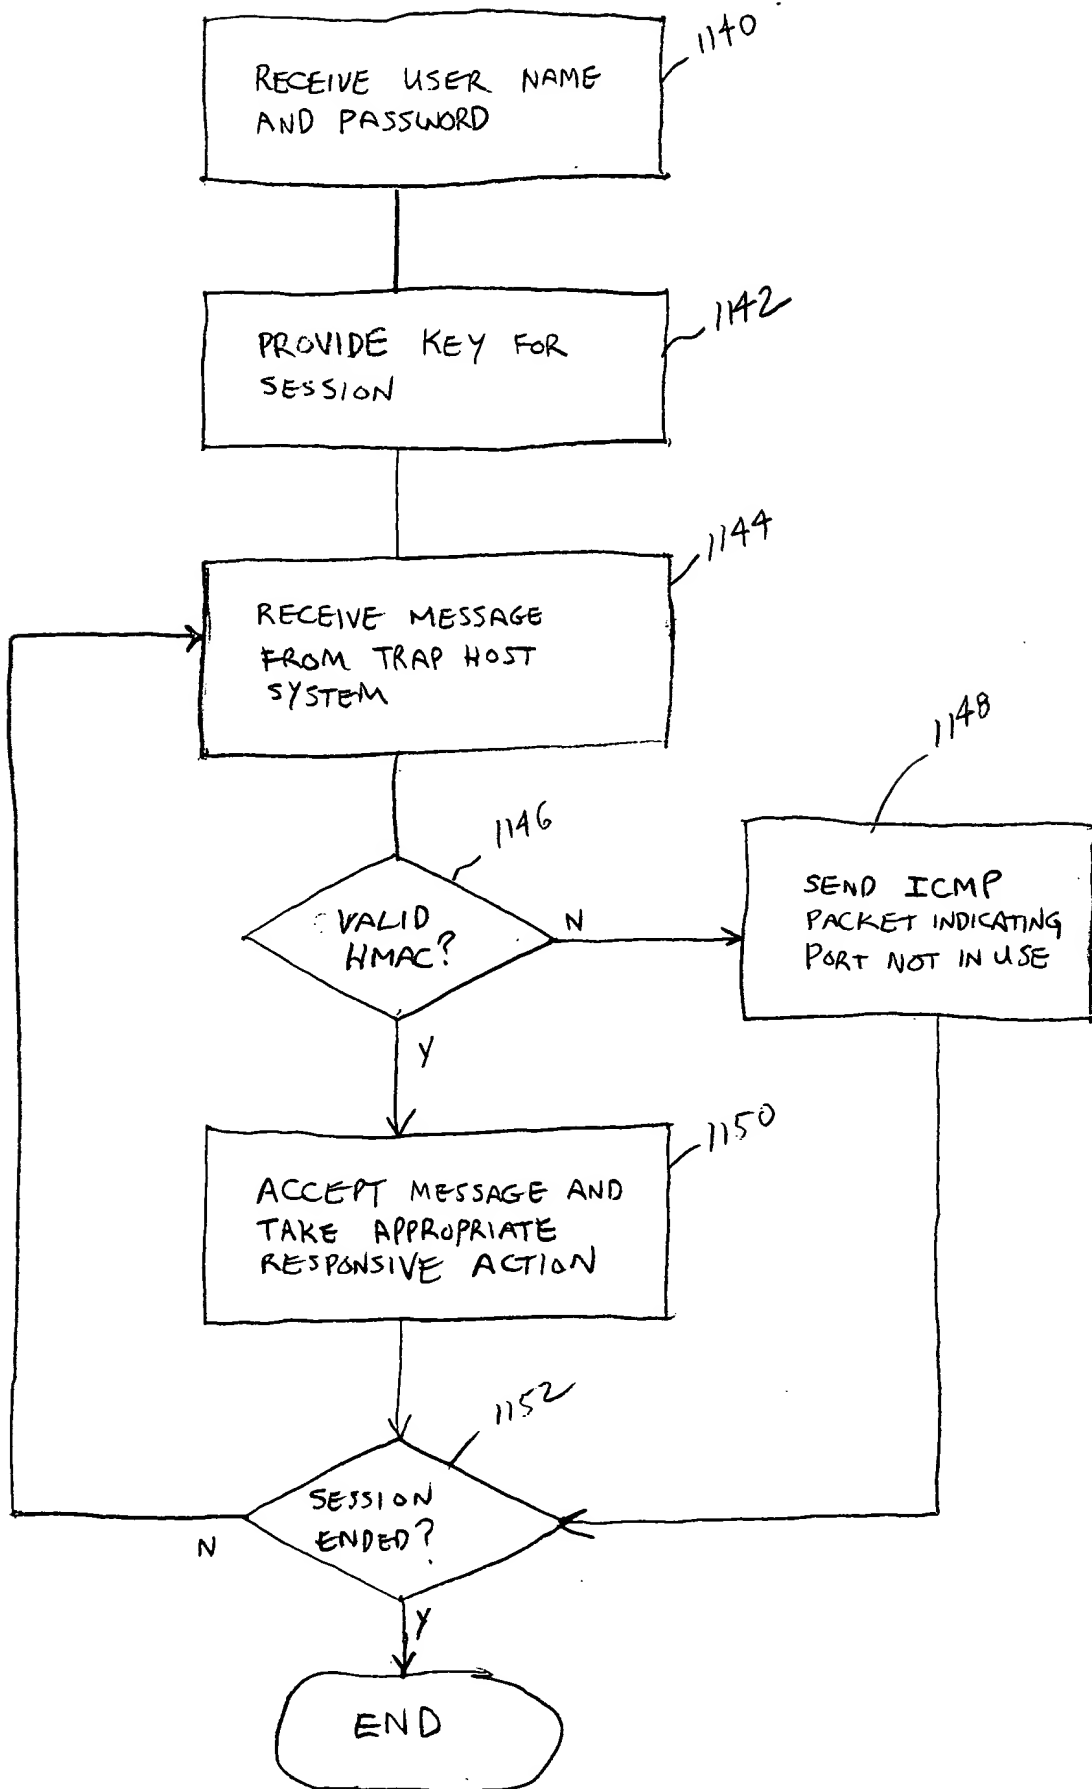 1140
RECEIVE USER NAME
AND PASSWORD
1142
PROVIDE KEY FOR
SESSION
1144
RECEIVE MESSAGE
FROM TRAP HOST
SYSTEM
1146
VALID
HMAC?
N
Y
1148
SEND ICMP
PACKET INDICATING
PORT NOT IN USE
1150
ACCEPT MESSAGE AND
TAKE APPROPRIATE
RESPONSIVE ACTION
1152
SESSION
ENDED?
N
Y
END